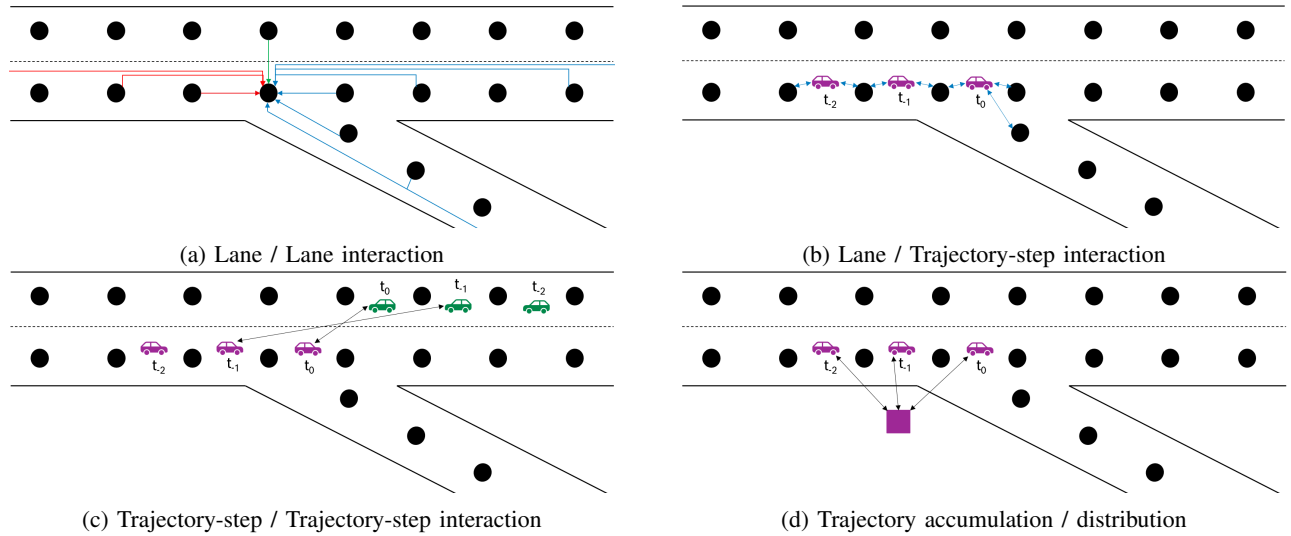 t-2
t-1
t0
(a) Lane / Lane interaction
(b) Lane / Trajectory-step interaction
t0
t-1
t-2
t-2
t-1
t0
t-2
t-1
t0
(c) Trajectory-step / Trajectory-step interaction
(d) Trajectory accumulation / distribution